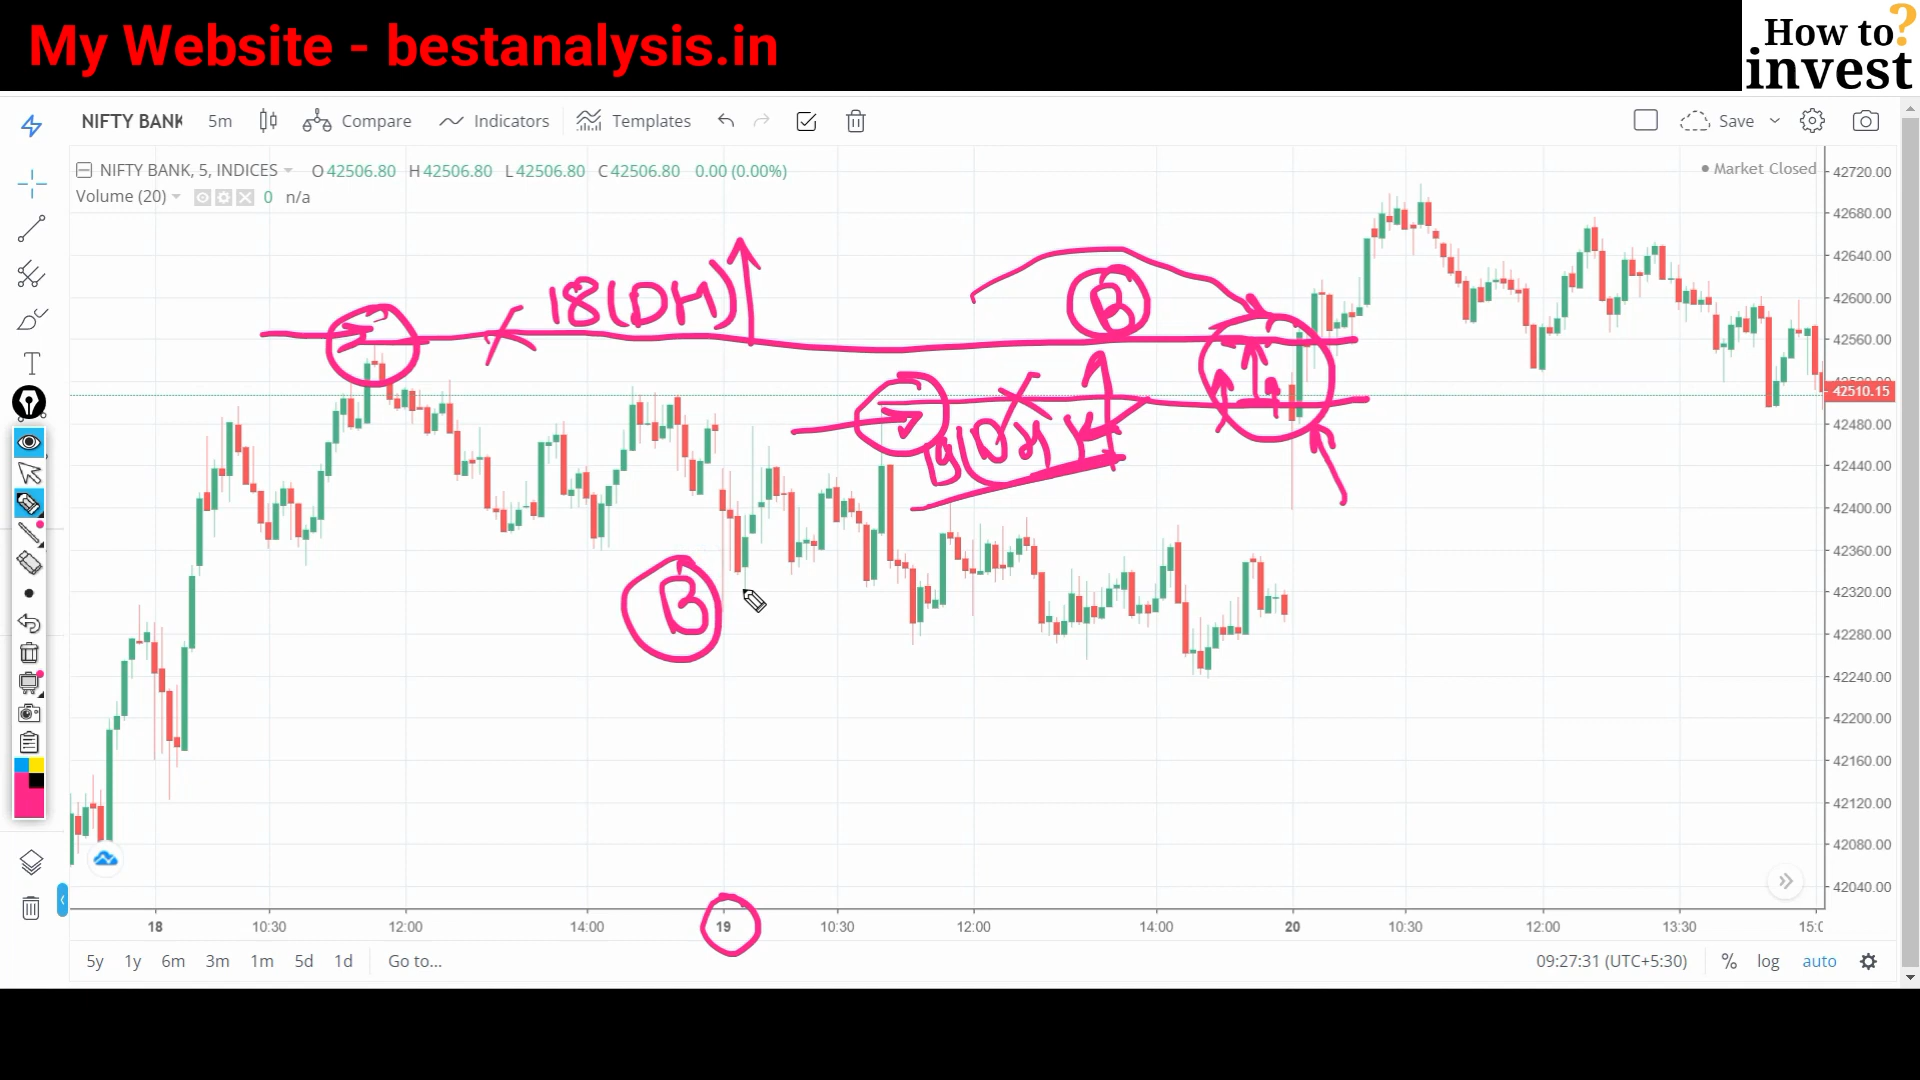 My Website - bestanalysis.in
How to?
invest
NIFTY BANK 5m Compare Indicators Templates Save
NIFTY BANK, 5, INDICES O42506.80 H42506.80 L42506.80 C42506.80 0.00 (0.00%)
Market Closed
Volume (20) 0 n/a
42720.00
42680.00
42640.00
42600.00
42560.00
42510.15
42480.00
42440.00
42400.00
42360.00
42320.00
42280.00
42240.00
42200.00
42160.00
42120.00
42080.00
42040.00
18(DH)
B
19(DH)
B
18 10:30 12:00 14:00 19 10:30 12:00 14:00 20 10:30 12:00 13:30
5y 1y 6m 3m 1m 5d 1d Go to... 09:27:31 (UTC+5:30) % log auto